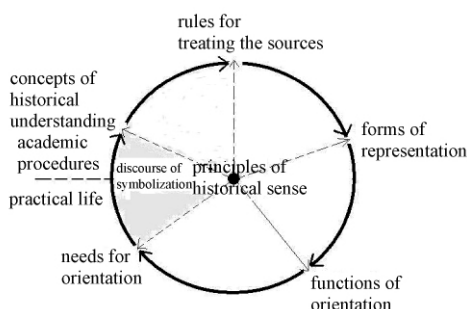 rules for
treating the sources
concepts of
historical
understanding
academic
procedures
practical life
discourse of
symbolization
principles of
historical sense
forms of
representation
needs for
orientation
functions of
orientation